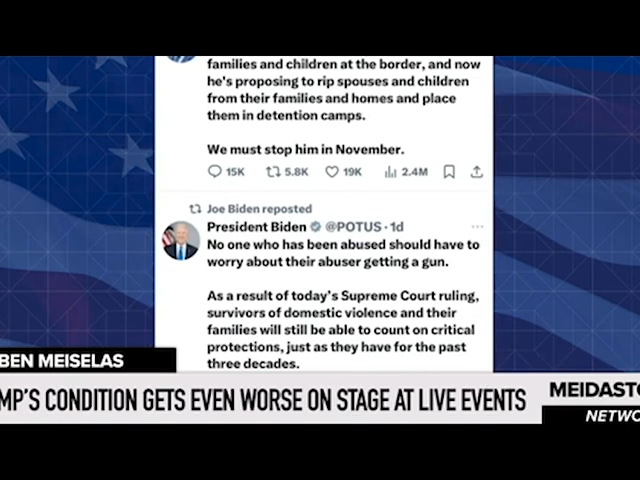 families and children at the border, and now
he's proposing to rip spouses and children
from their families and homes and place
them in detention camps.
We must stop him in November.
15K 5.8K 19K 2.4M
Joe Biden reposted
President Biden @POTUS · 1d ...
No one who has been abused should have to
worry about their abuser getting a gun.
As a result of today's Supreme Court ruling,
survivors of domestic violence and their
families will still be able to count on critical
protections, just as they have for the past
three decades.
BEN MEISELAS
MP'S CONDITION GETS EVEN WORSE ON STAGE AT LIVE EVENTS
MEIDASTO
NETWO